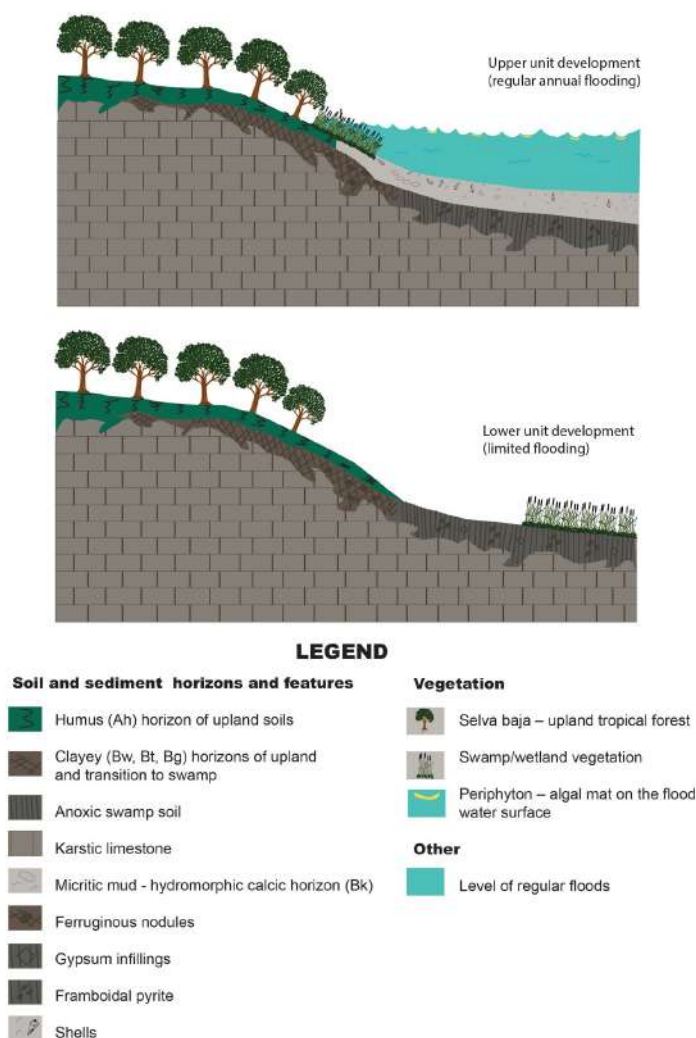 Upper unit development
(regular annual flooding)
Lower unit development
(limited flooding)
LEGEND
Soil and sediment horizons and features
Humus (Ah) horizon of upland soils
Clayey (Bw, Bt, Bg) horizons of upland
and transition to swamp
Anoxic swamp soil
Karstic limestone
Micritic mud - hydromorphic calcic horizon (Bk)
Ferruginous nodules
Gypsum infillings
Framboidal pyrite
Shells
Vegetation
Selva baja – upland tropical forest
Swamp/wetland vegetation
Periphyton – algal mat on the flood
water surface
Other
Level of regular floods